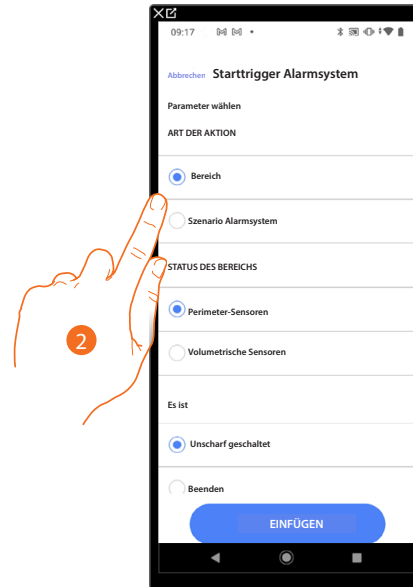 09:17
Abbrechen Starttrigger Alarmsystem
Parameter wählen
ART DER AKTION
Bereich
Szenario Alarmsystem
STATUS DES BEREICHS
Perimeter-Sensoren
2
Volumetrische Sensoren
Es ist
Unscharf geschaltet
Beenden
EINFÜGEN